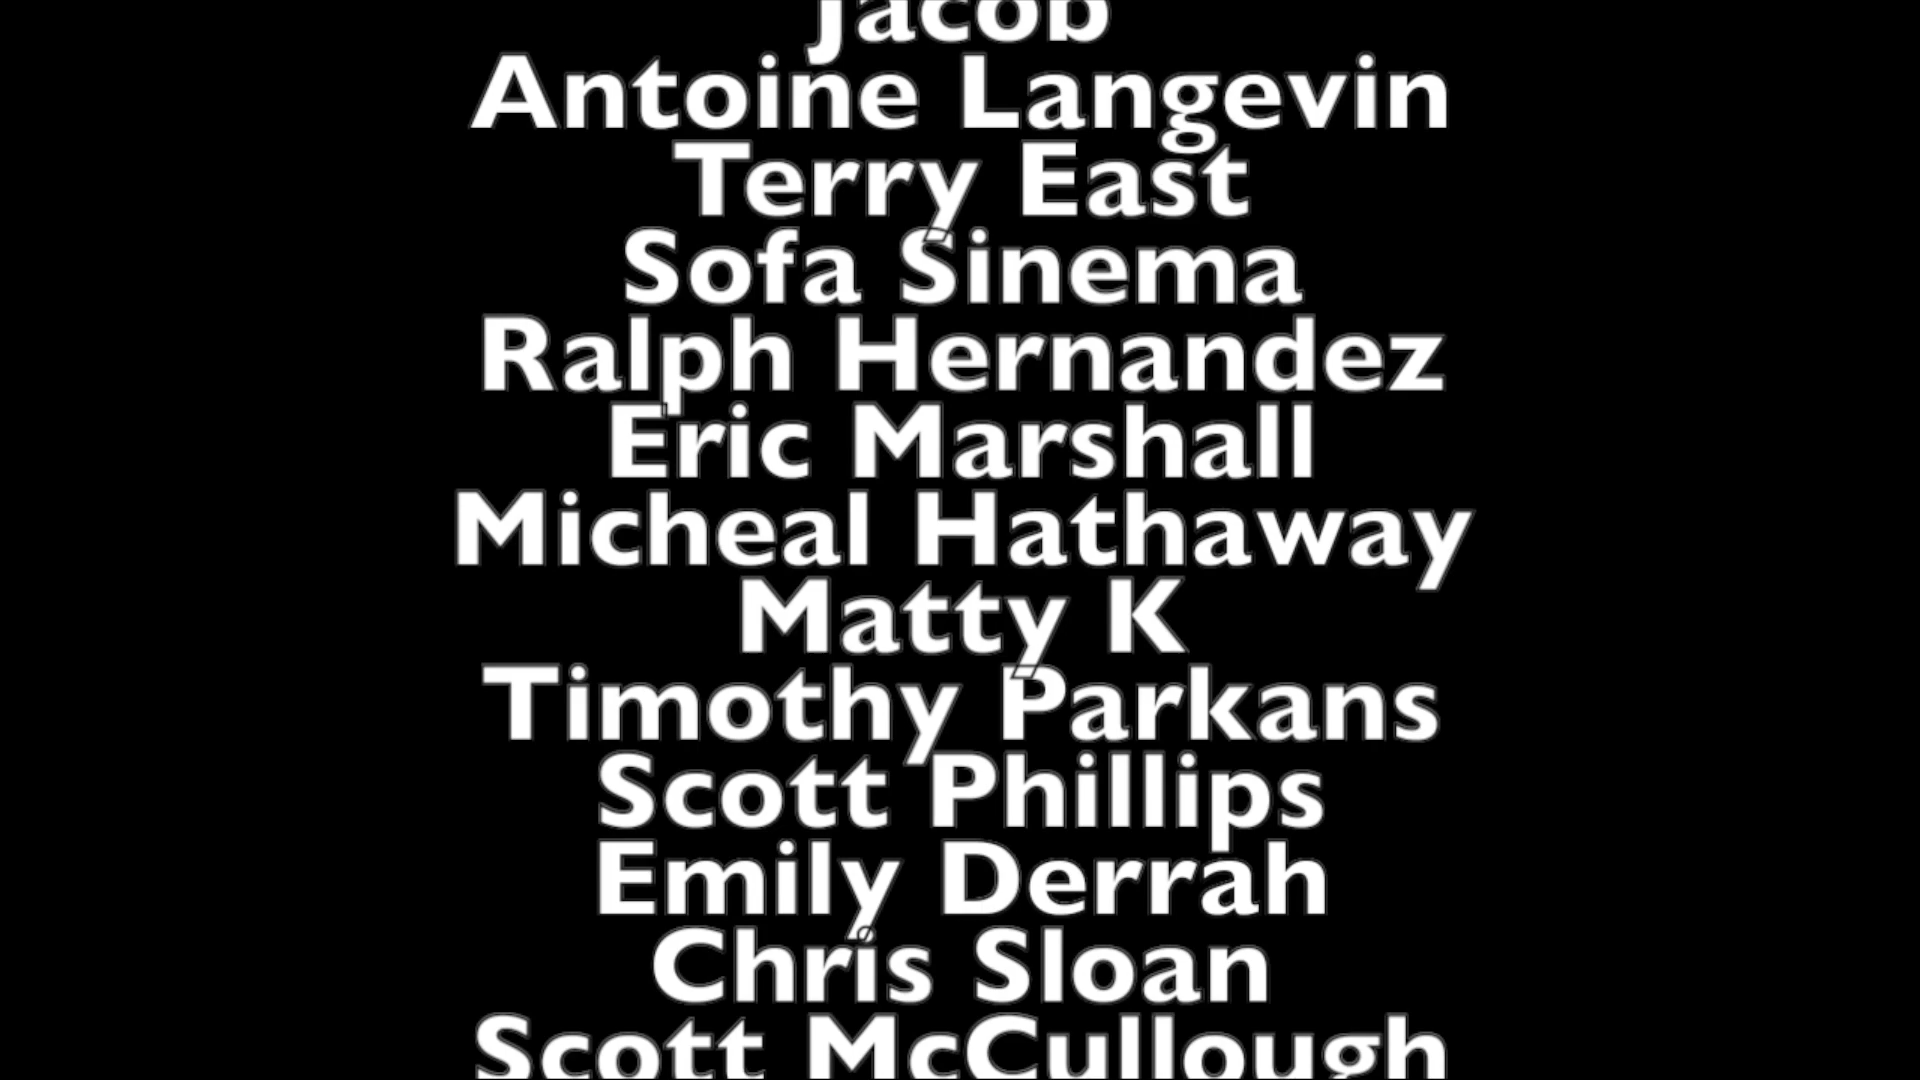 Jacob
Antoine Langevin
Terry East
Sofa Sinema
Ralph Hernandez
Eric Marshall
Micheal Hathaway
Matty K
Timothy Parkans
Scott Phillips
Emily Derrah
Chris Sloan
Scott McCullough